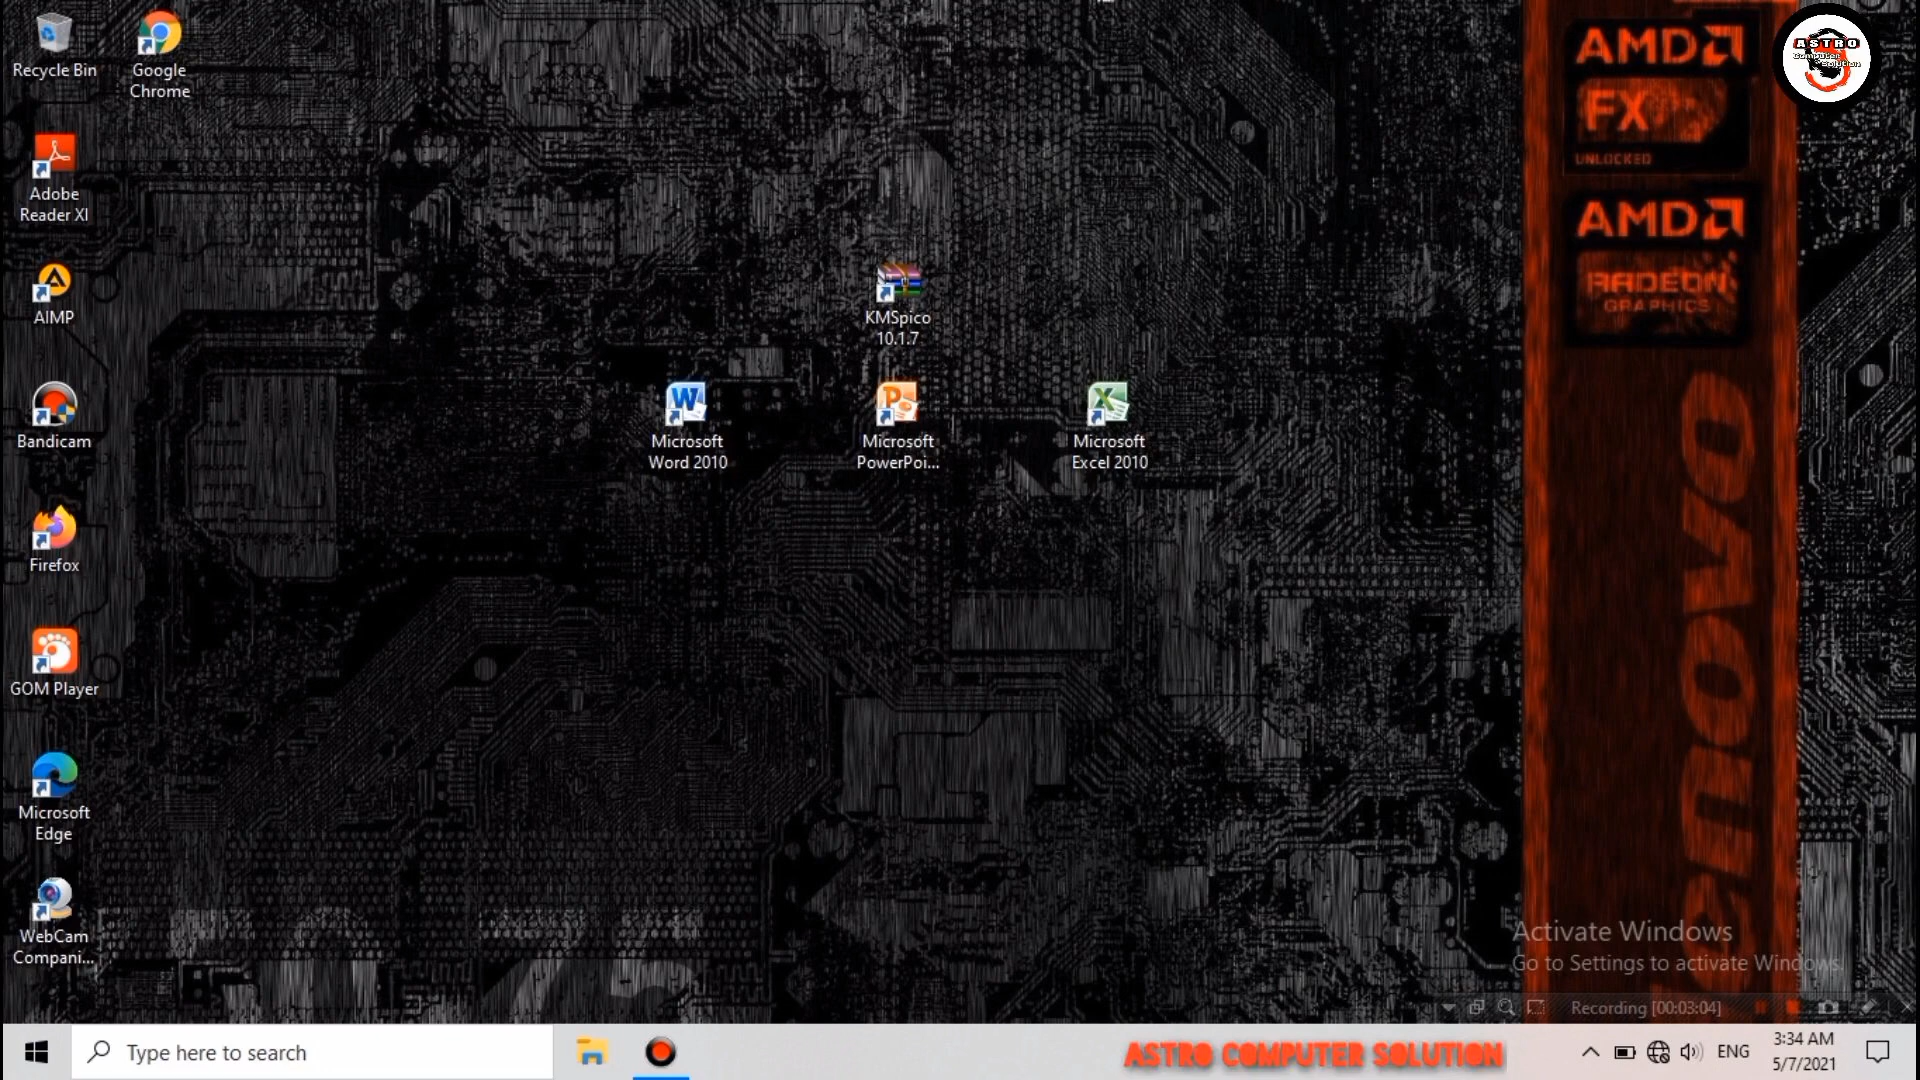 Recycle Bin
Google
Chrome
Adobe
Reader XI
AIMP
Bandicam
Firefox
GOM Player
Microsoft
Edge
WebCam
Compani...
KMSpico
10.1.7
Microsoft
Word 2010
Microsoft
PowerPoi...
Microsoft
Excel 2010
AMD
FX
UNLOCKED
AMD
RADEON
GRAPHICS
lenovo
ASTRO
Computer
Solution
Activate Windows
Go to Settings to activate Windows.
Recording [00:03:04]
Type here to search
ASTRO COMPUTER SOLUTION
ENG
3:34 AM
5/7/2021